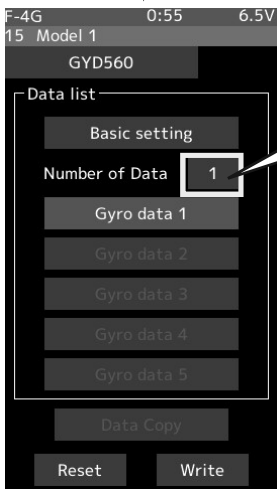 F-4G 0:55 6.5V
15 Model 1
GYD560
Data list
Basic setting
Number of Data 1
Gyro data 1
Gyro data 2
Gyro data 3
Gyro data 4
Gyro data 5
Data Copy
Reset Write